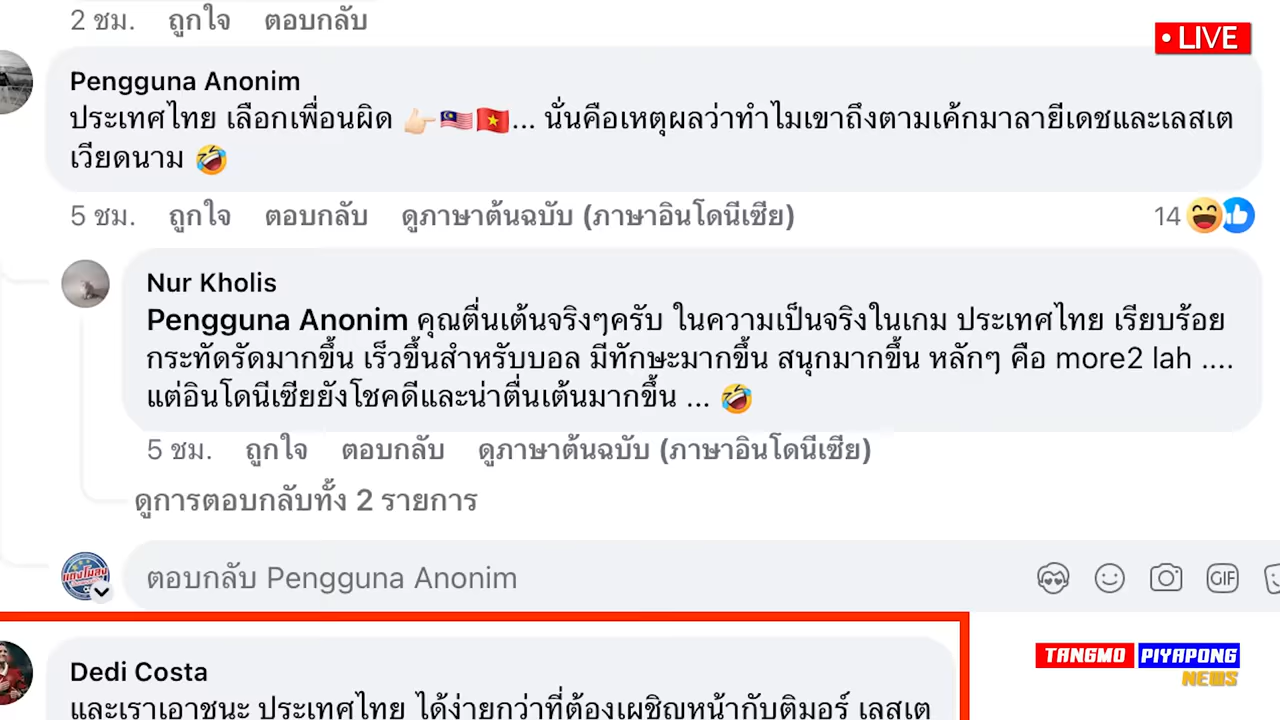 2 ชม. ถูกใจ ตอบกลับ
• LIVE
Pengguna Anonim
ประเทศไทย เลือกเพื่อนผิด 👉🏻🇲🇾🇻🇳... นั่นคือเหตุผลว่าทำไมเขาถึงตามเค้กมาลายีเดชและเลสเต
เวียดนาม 🤣
5 ชม. ถูกใจ ตอบกลับ ดูภาษาต้นฉบับ (ภาษาอินโดนีเซีย) 14
Nur Kholis
Pengguna Anonim คุณตื่นเต้นจริงๆครับ ในความเป็นจริงในเกม ประเทศไทย เรียบร้อย
กระทัดรัดมากขึ้น เร็วขึ้นสำหรับบอล มีทักษะมากขึ้น สนุกมากขึ้น หลักๆ คือ more2 lah ....
แต่อินโดนีเซียยังโชคดีและน่าตื่นเต้นมากขึ้น ... 🤣
5 ชม. ถูกใจ ตอบกลับ ดูภาษาต้นฉบับ (ภาษาอินโดนีเซีย)
ดูการตอบกลับทั้ง 2 รายการ
ตอบกลับ Pengguna Anonim
GIF
TANGMO PIYAPONG
NEWS
Dedi Costa
และเราเอาชนะ ประเทศไทย ได้ง่ายกว่าที่ต้องเผชิญหน้ากับติมอร์ เลสเต